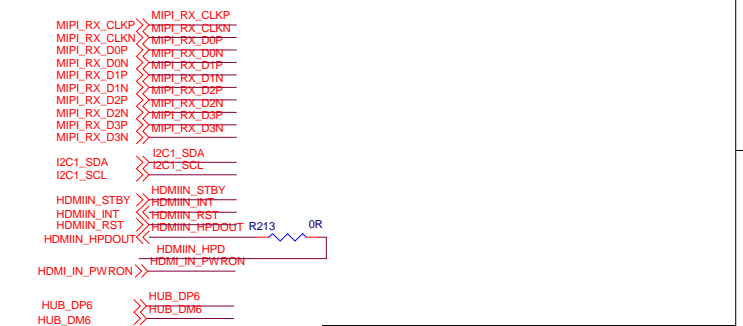 MIPI_RX_CLKP MIPI_RX_CLKP
MIPI_RX_CLKN MIPI_RX_CLKN
MIPI_RX_D0P MIPI_RX_D0P
MIPI_RX_D0N MIPI_RX_D0N
MIPI_RX_D1P MIPI_RX_D1P
MIPI_RX_D1N MIPI_RX_D1N
MIPI_RX_D2P MIPI_RX_D2P
MIPI_RX_D2N MIPI_RX_D2N
MIPI_RX_D3P MIPI_RX_D3P
MIPI_RX_D3N MIPI_RX_D3N
I2C1_SDA I2C1_SDA
I2C1_SCL I2C1_SCL
HDMIIN_STBY HDMIIN_STBY
HDMIIN_INT HDMIIN_INT
HDMIIN_RST HDMIIN_RST
HDMIIN_HPDOUT HDMIIN_HPDOUT R213 0R
HDMIIN_HPD
HDMI_IN_PWRON HDMI_IN_PWRON
HUB_DP6 HUB_DP6
HUB_DM6 HUB_DM6